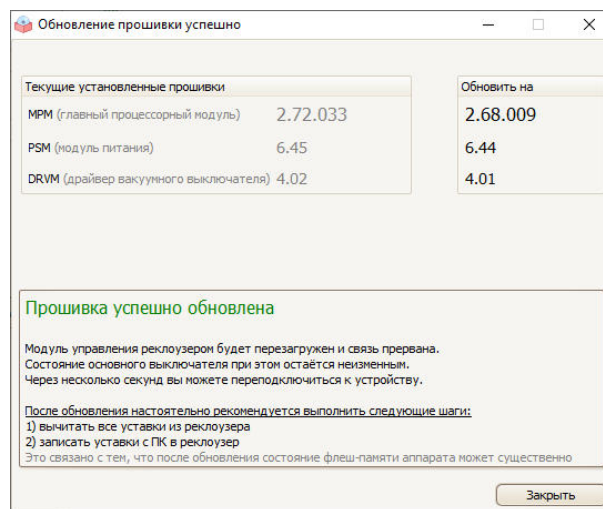 Обновление прошивки успешно
Текущие установленные прошивки
MPM (главный процессорный модуль) 2.72.033
PSM (модуль питания) 6.45
DRVM (драйвер вакуумного выключателя) 4.02
Обновить на
2.68.009
6.44
4.01
Прошивка успешно обновлена
Модуль управления реклоузером будет перезагружен и связь прервана.
Состояние основного выключателя при этом остаётся неизменным.
Через несколько секунд вы можете переподключиться к устройству.
После обновления настоятельно рекомендуется выполнить следующие шаги:
1) вычитать все уставки из реклоузера
2) записать уставки с ПК в реклоузер
Это связано с тем, что после обновления состояние флеш-памяти аппарата может существенно
Закрыть